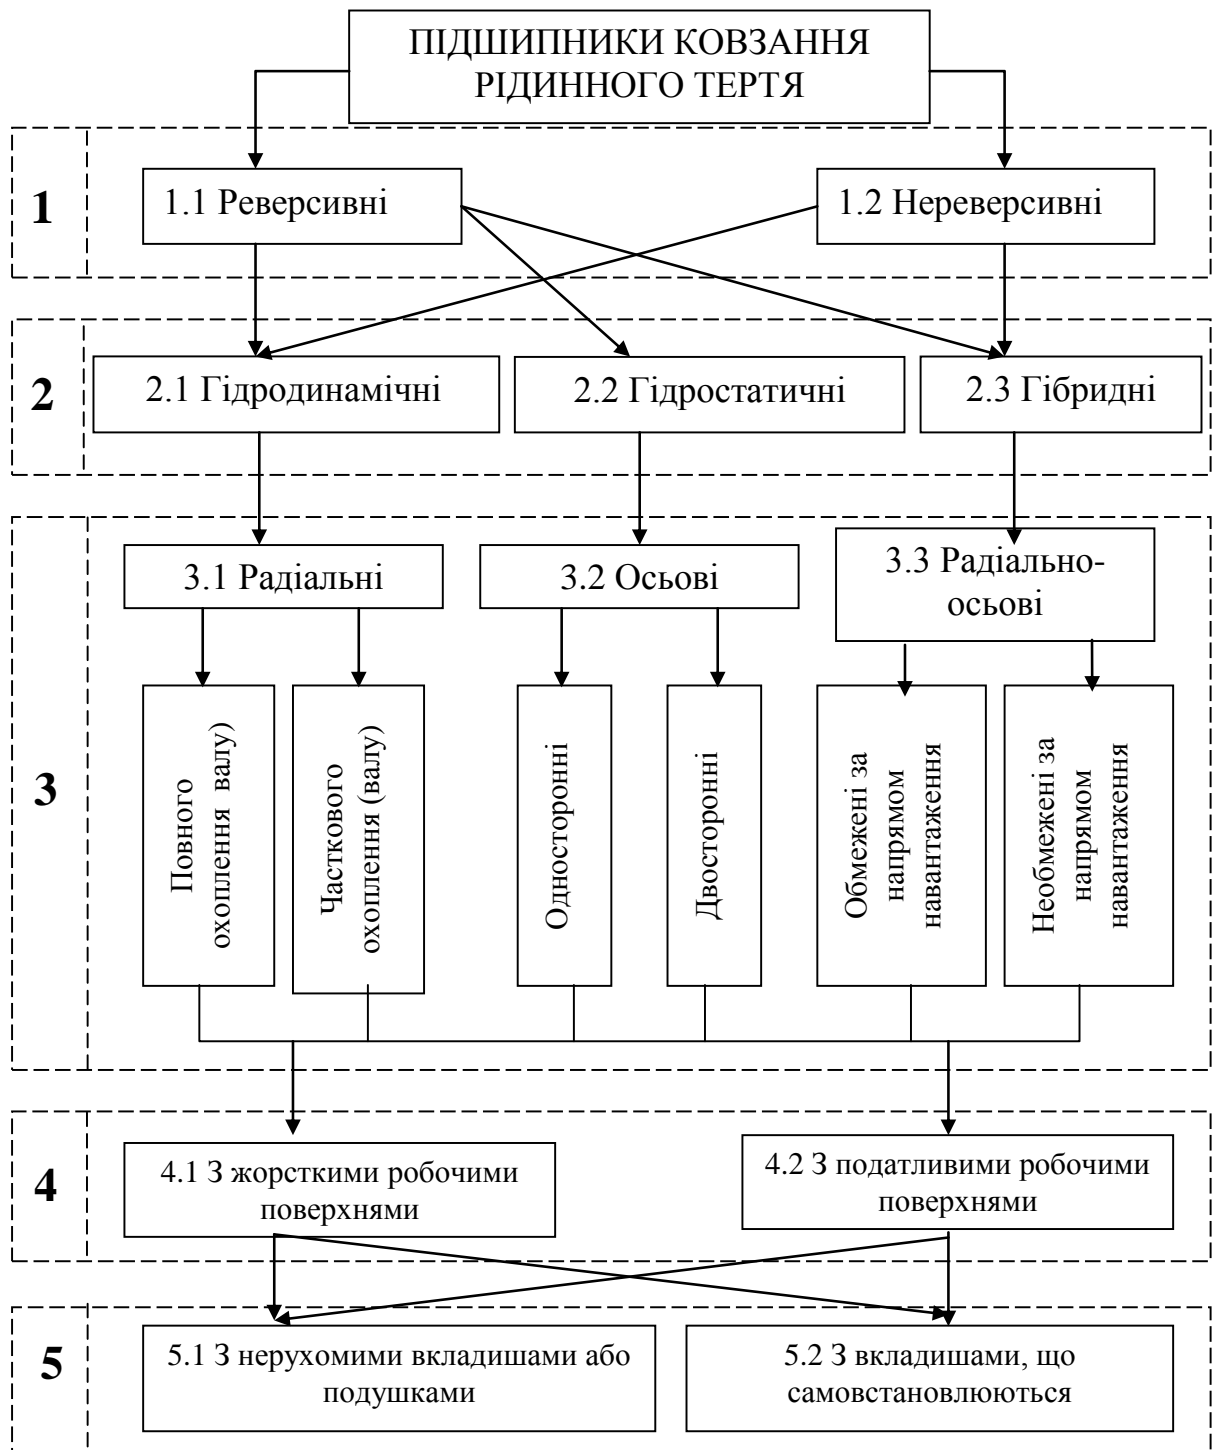 ПІДШИПНИКИ КОВЗАННЯ
РІДИННОГО ТЕРТЯ
1
1.1 Реверсивні
1.2 Нереверсивні
2
2.1 Гідродинамічні
2.2 Гідростатичні
2.3 Гібридні
3
3.1 Радіальні
3.2 Осьові
3.3 Радіально-
осьові
Повного
охоплення валу)
Часткового
охоплення (валу)
Односторонні
Двосторонні
Обмежені за
напрямом
навантаження
Необмежені за
напрямом
навантаження
4
4.1 З жорсткими робочими
поверхнями
4.2 З податливими робочими
поверхнями
5
5.1 З нерухомими вкладишами або
подушками
5.2 З вкладишами, що
самовстановлюються